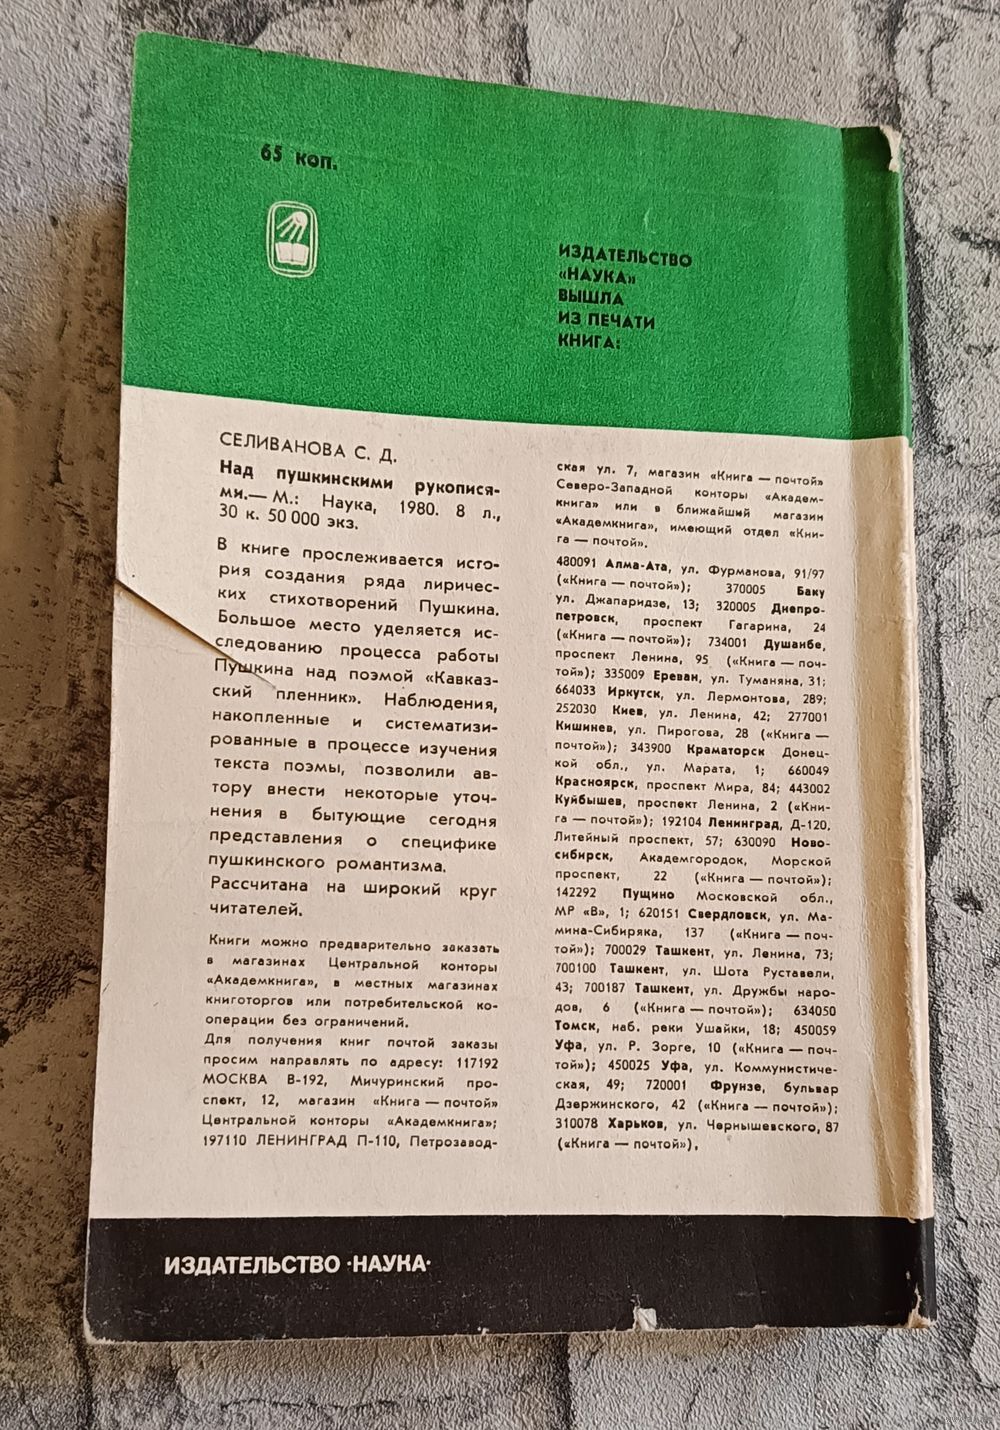 65 коп.
ИЗДАТЕЛЬСТВО
«НАУКА»
ВЫШЛА
ИЗ ПЕЧАТИ
КНИГА:
СЕЛИВАНОВА С. Д.
Над пушкинскими рукопися-
ми.— М.: Наука, 1980. 8 л.,
30 к. 50 000 экз.
В книге прослеживается исто-
рия создания ряда лиричес-
ких стихотворений Пушкина.
Большое место уделяется ис-
следованию процесса работы
Пушкина над поэмой «Кавказ-
ский пленник». Наблюдения,
накопленные и систематизи-
рованные в процессе изучения
текста поэмы, позволили ав-
тору внести некоторые уточ-
нения в бытующие сегодня
представления о специфике
пушкинского романтизма.
Рассчитана на широкий круг
читателей.
Книги можно предварительно заказать
в магазинах Центральной конторы
«Академкнига», в местных магазинах
книготоргов или потребительской ко-
операции без ограничений.
Для получения книг почтой заказы
просим направлять по адресу: 117192
МОСКВА В-192, Мичуринский про-
спект, 12, магазин «Книга — почтой»
Центральной конторы «Академкнига»;
197110 ЛЕНИНГРАД П-110, Петрозавод-
ская ул. 7, магазин «Книга — почтой»
Северо-Западной конторы «Академ-
книга» или в ближайший магазин
«Академкнига», имеющий отдел «Кни-
га — почтой».
480091 Алма-Ата, ул. Фурманова, 91/97
(«Книга — почтой»); 370005 Баку
ул. Джапаридзе, 13; 320005 Днепро-
петровск, проспект Гагарина, 24
(«Книга — почтой»); 734001 Душанбе,
проспект Ленина, 95 («Книга — поч-
той»); 335009 Ереван, ул. Туманяна, 31;
664033 Иркутск, ул. Лермонтова, 289;
252030 Киев, ул. Ленина, 42; 277001
Кишинев, ул. Пирогова, 28 («Книга —
почтой»); 343900 Краматорск Донец-
кой обл., ул. Марата, 1; 660049
Красноярск, проспект Мира, 84; 443002
Куйбышев, проспект Ленина, 2 («Кни-
га — почтой»); 192104 Ленинград, Д-120,
Литейный проспект, 57; 630090 Ново-
сибирск, Академгородок, Морской
проспект, 22 («Книга — почтой»);
142292 Пущино Московской обл.,
МР «В», 1; 620151 Свердловск, ул. Ма-
мина-Сибиряка, 137 («Книга — поч-
той»); 700029 Ташкент, ул. Ленина, 73;
700100 Ташкент, ул. Шота Руставели,
43; 700187 Ташкент, ул. Дружбы наро-
дов, 6 («Книга — почтой»); 634050
Томск, наб. реки Ушайки, 18; 450059
Уфа, ул. Р. Зорге, 10 («Книга — поч-
той»); 450025 Уфа, ул. Коммунистиче-
ская, 49; 720001 Фрунзе, бульвар
Дзержинского, 42 («Книга — почтой»);
310078 Харьков, ул. Чернышевского, 87
(«Книга — почтой»),
ИЗДАТЕЛЬСТВО ·НАУКА·